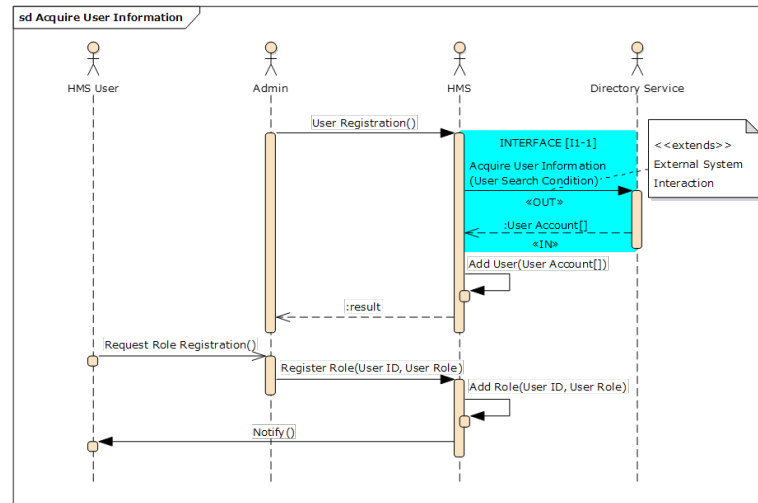 sd Acquire User Information
HMS User
Admin
HMS
Directory Service
User Registration()
INTERFACE [I1-1]
<<extends>>
External System
Interaction
Acquire User Information
(User Search Condition)
«OUT»
:User Account[]
«IN»
Add User(User Account[])
:result
Request Role Registration()
Register Role(User ID, User Role)
Add Role(User ID, User Role)
Notify()